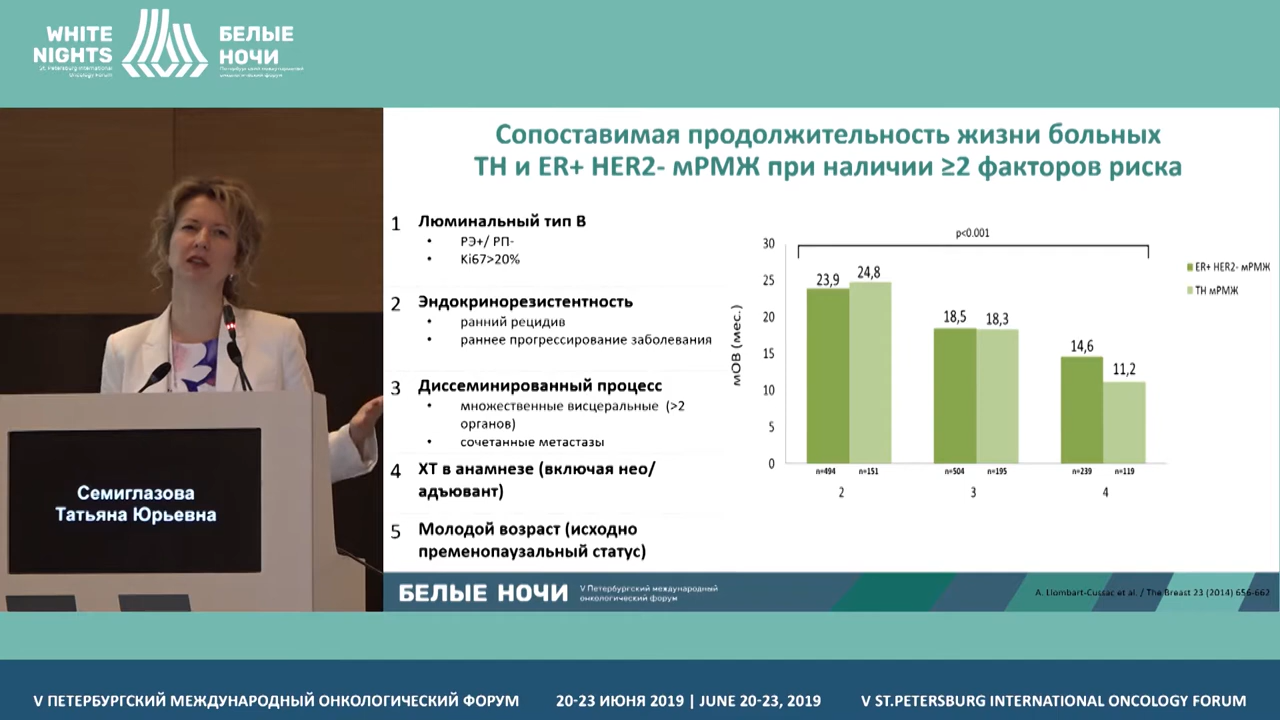 WHITE
NIGHTS
St. Petersburg International
Oncology Forum
БЕЛЫЕ
НОЧИ
Петербургский международный
онкологический форум
Сопоставимая продолжительность жизни больных
ТН и ER+ HER2- мРМЖ при наличии ≥2 факторов риска
1 Люминальный тип В
• РЭ+/ РП-
• Ki67>20%
2 Эндокринорезистентность
• ранний рецидив
• раннее прогрессирование заболевания
3 Диссеминированный процесс
• множественные висцеральные (>2
органов)
• сочетанные метастазы
4 ХТ в анамнезе (включая нео/
адъювант)
5 Молодой возраст (исходно
пременопаузальный статус)
p<0.001
мОВ (мес.)
30
25
20
15
10
5
0
23,9
24,8
18,5
18,3
14,6
11,2
n=494 n=151 n=504 n=195 n=239 n=119
2 3 4
ER+ HER2- мРМЖ
ТН мРМЖ
Семиглазова
Татьяна Юрьевна
БЕЛЫЕ НОЧИ
V Петербургский международный
онкологический форум
A. Llombart-Cussac et al. / The Breast 23 (2014) 656-662
V ПЕТЕРБУРГСКИЙ МЕЖДУНАРОДНЫЙ ОНКОЛОГИЧЕСКИЙ ФОРУМ 20-23 ИЮНЯ 2019 | JUNE 20-23, 2019 V ST.PETERSBURG INTERNATIONAL ONCOLOGY FORUM